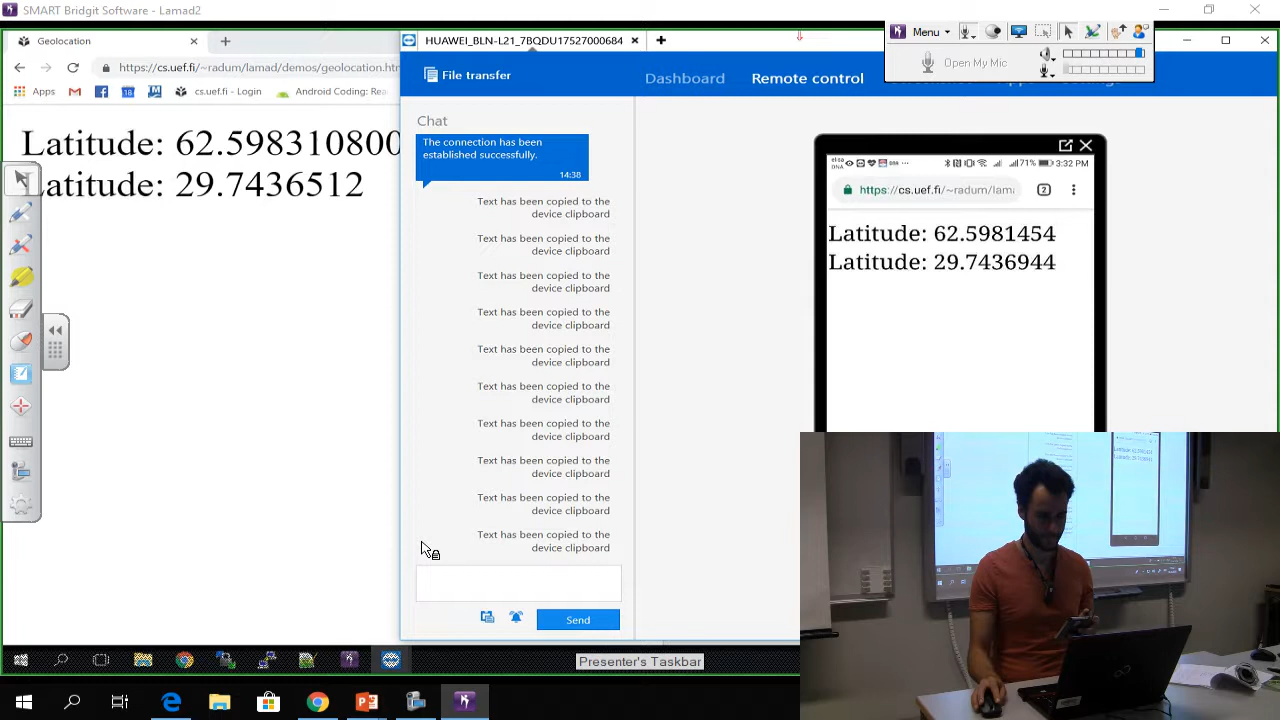 SMART Bridgit Software - Lamad2
Geolocation
https://cs.uef.fi/~radum/lamad/demos/geolocation.htm
Apps
18
cs.uef.fi - Login
Android Coding: Rea
Latitude: 62.598310800
Latitude: 29.7436512
HUAWEI_BLN-L21_7BQDU17527000684
File transfer
Dashboard
Remote control
Menu
Open My Mic
Chat
The connection has been
established successfully.
14:38
Text has been copied to the
device clipboard
Text has been copied to the
device clipboard
Text has been copied to the
device clipboard
Text has been copied to the
device clipboard
Text has been copied to the
device clipboard
Text has been copied to the
device clipboard
Text has been copied to the
device clipboard
Text has been copied to the
device clipboard
Text has been copied to the
device clipboard
Text has been copied to the
device clipboard
Send
elisa
DNA
71%
3:32 PM
https://cs.uef.fi/~radum/lama
2
Latitude: 62.5981454
Latitude: 29.7436944
Presenter's Taskbar